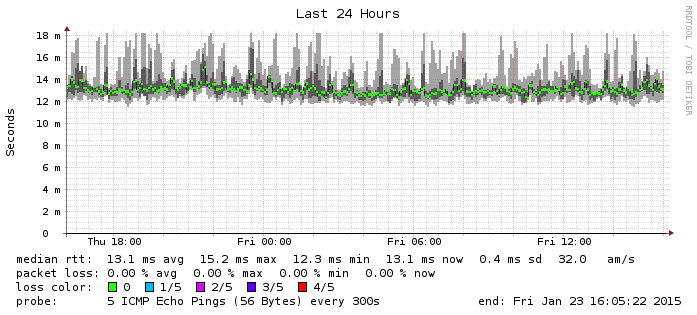 Last 24 Hours
RRDTOOL / TOBI OETIKER
Seconds
18 m
16 m
14 m
12 m
10 m
8 m
6 m
4 m
2 m
0
Thu 18:00 Fri 00:00 Fri 06:00 Fri 12:00
median rtt: 13.1 ms avg 15.2 ms max 12.3 ms min 13.1 ms now 0.4 ms sd 32.0 am/s
packet loss: 0.00 % avg 0.00 % max 0.00 % min 0.00 % now
loss color: 0 1/5 2/5 3/5 4/5
probe: 5 ICMP Echo Pings (56 Bytes) every 300s end: Fri Jan 23 16:05:22 2015